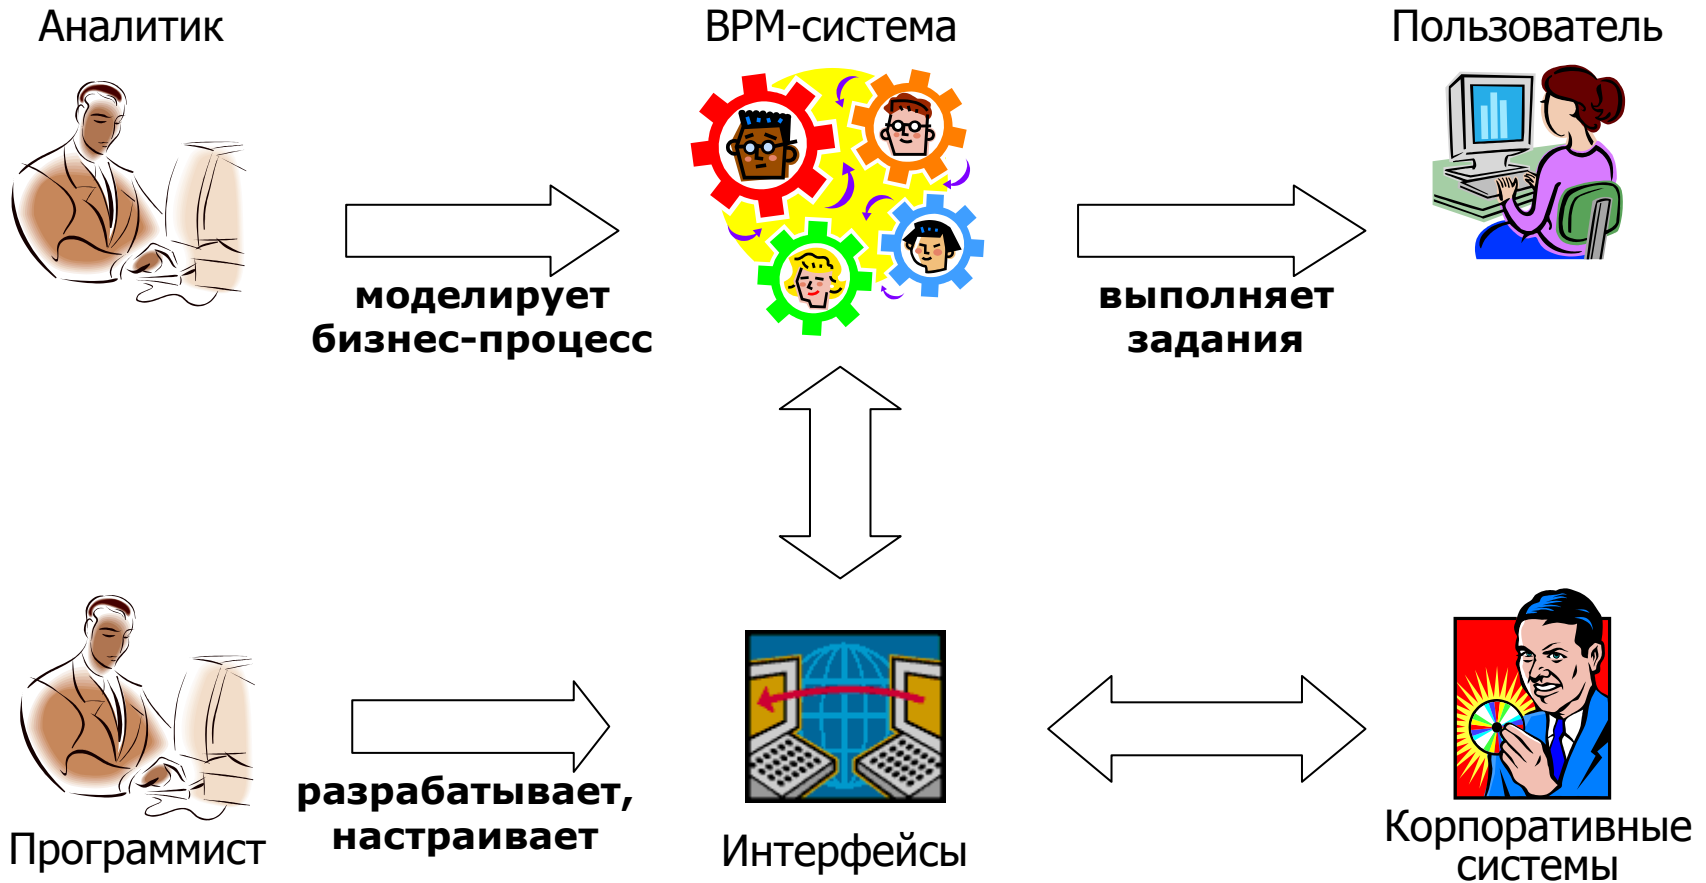 Аналитик
BPM-система
Пользователь
моделирует
бизнес-процесс
выполняет
задания
разрабатывает,
настраивает
Программист
Интерфейсы
Корпоративные
системы